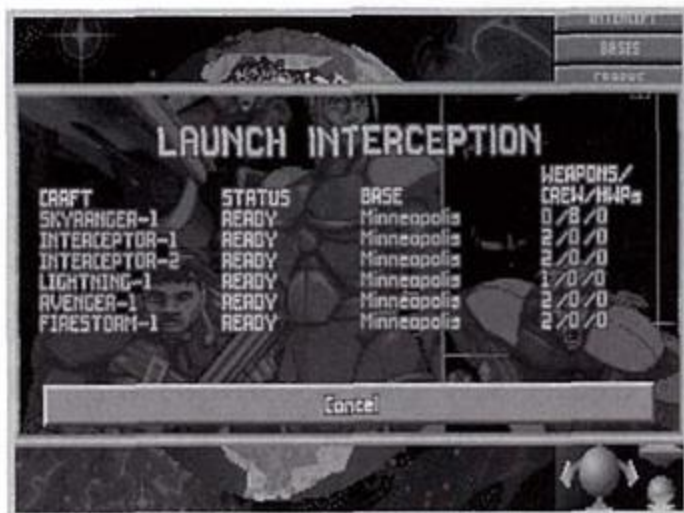 INTERCEPT
BASES
GRAPHS
LAUNCH INTERCEPTION
WEAPONS/
CRAFT STATUS BASE CREW/HWPs
SKYRANGER-1 READY Minneapolis 0/8/0
INTERCEPTOR-1 READY Minneapolis 2/0/0
INTERCEPTOR-2 READY Minneapolis 2/0/0
LIGHTNING-1 READY Minneapolis 1/0/0
AVENGER-1 READY Minneapolis 2/0/0
FIRESTORM-1 READY Minneapolis 2/0/0
Cancel